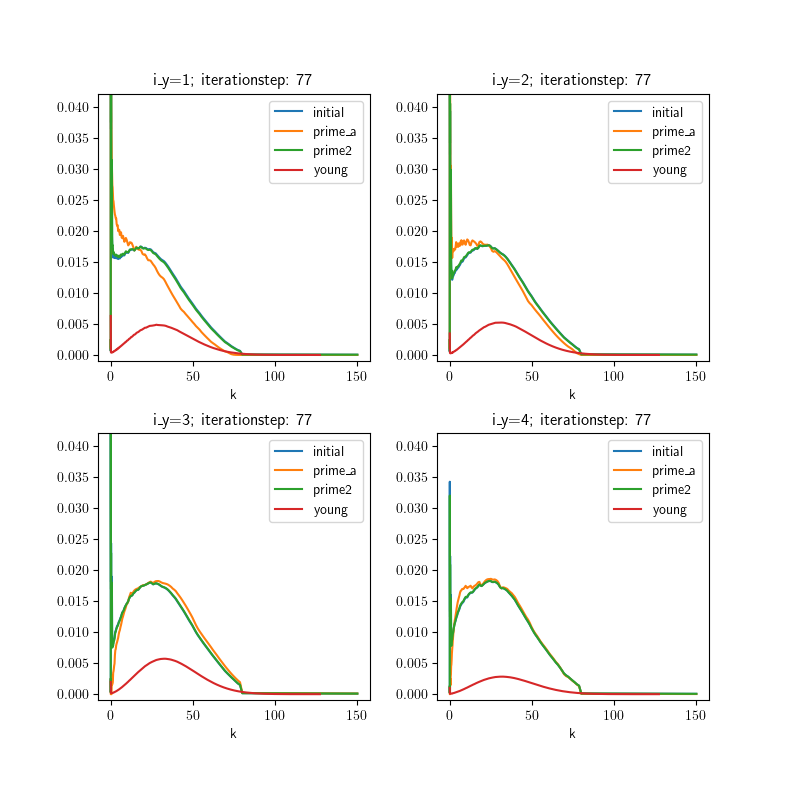 i_y=1; iterationstep: 77
0.040
0.035
0.030
0.025
0.020
0.015
0.010
0.005
0.000
initial
prime_a
prime2
young
0
50
100
150
k
i_y=2; iterationstep: 77
0.040
0.035
0.030
0.025
0.020
0.015
0.010
0.005
0.000
initial
prime_a
prime2
young
0
50
100
150
k
i_y=3; iterationstep: 77
0.040
0.035
0.030
0.025
0.020
0.015
0.010
0.005
0.000
initial
prime_a
prime2
young
0
50
100
150
k
i_y=4; iterationstep: 77
0.040
0.035
0.030
0.025
0.020
0.015
0.010
0.005
0.000
initial
prime_a
prime2
young
0
50
100
150
k